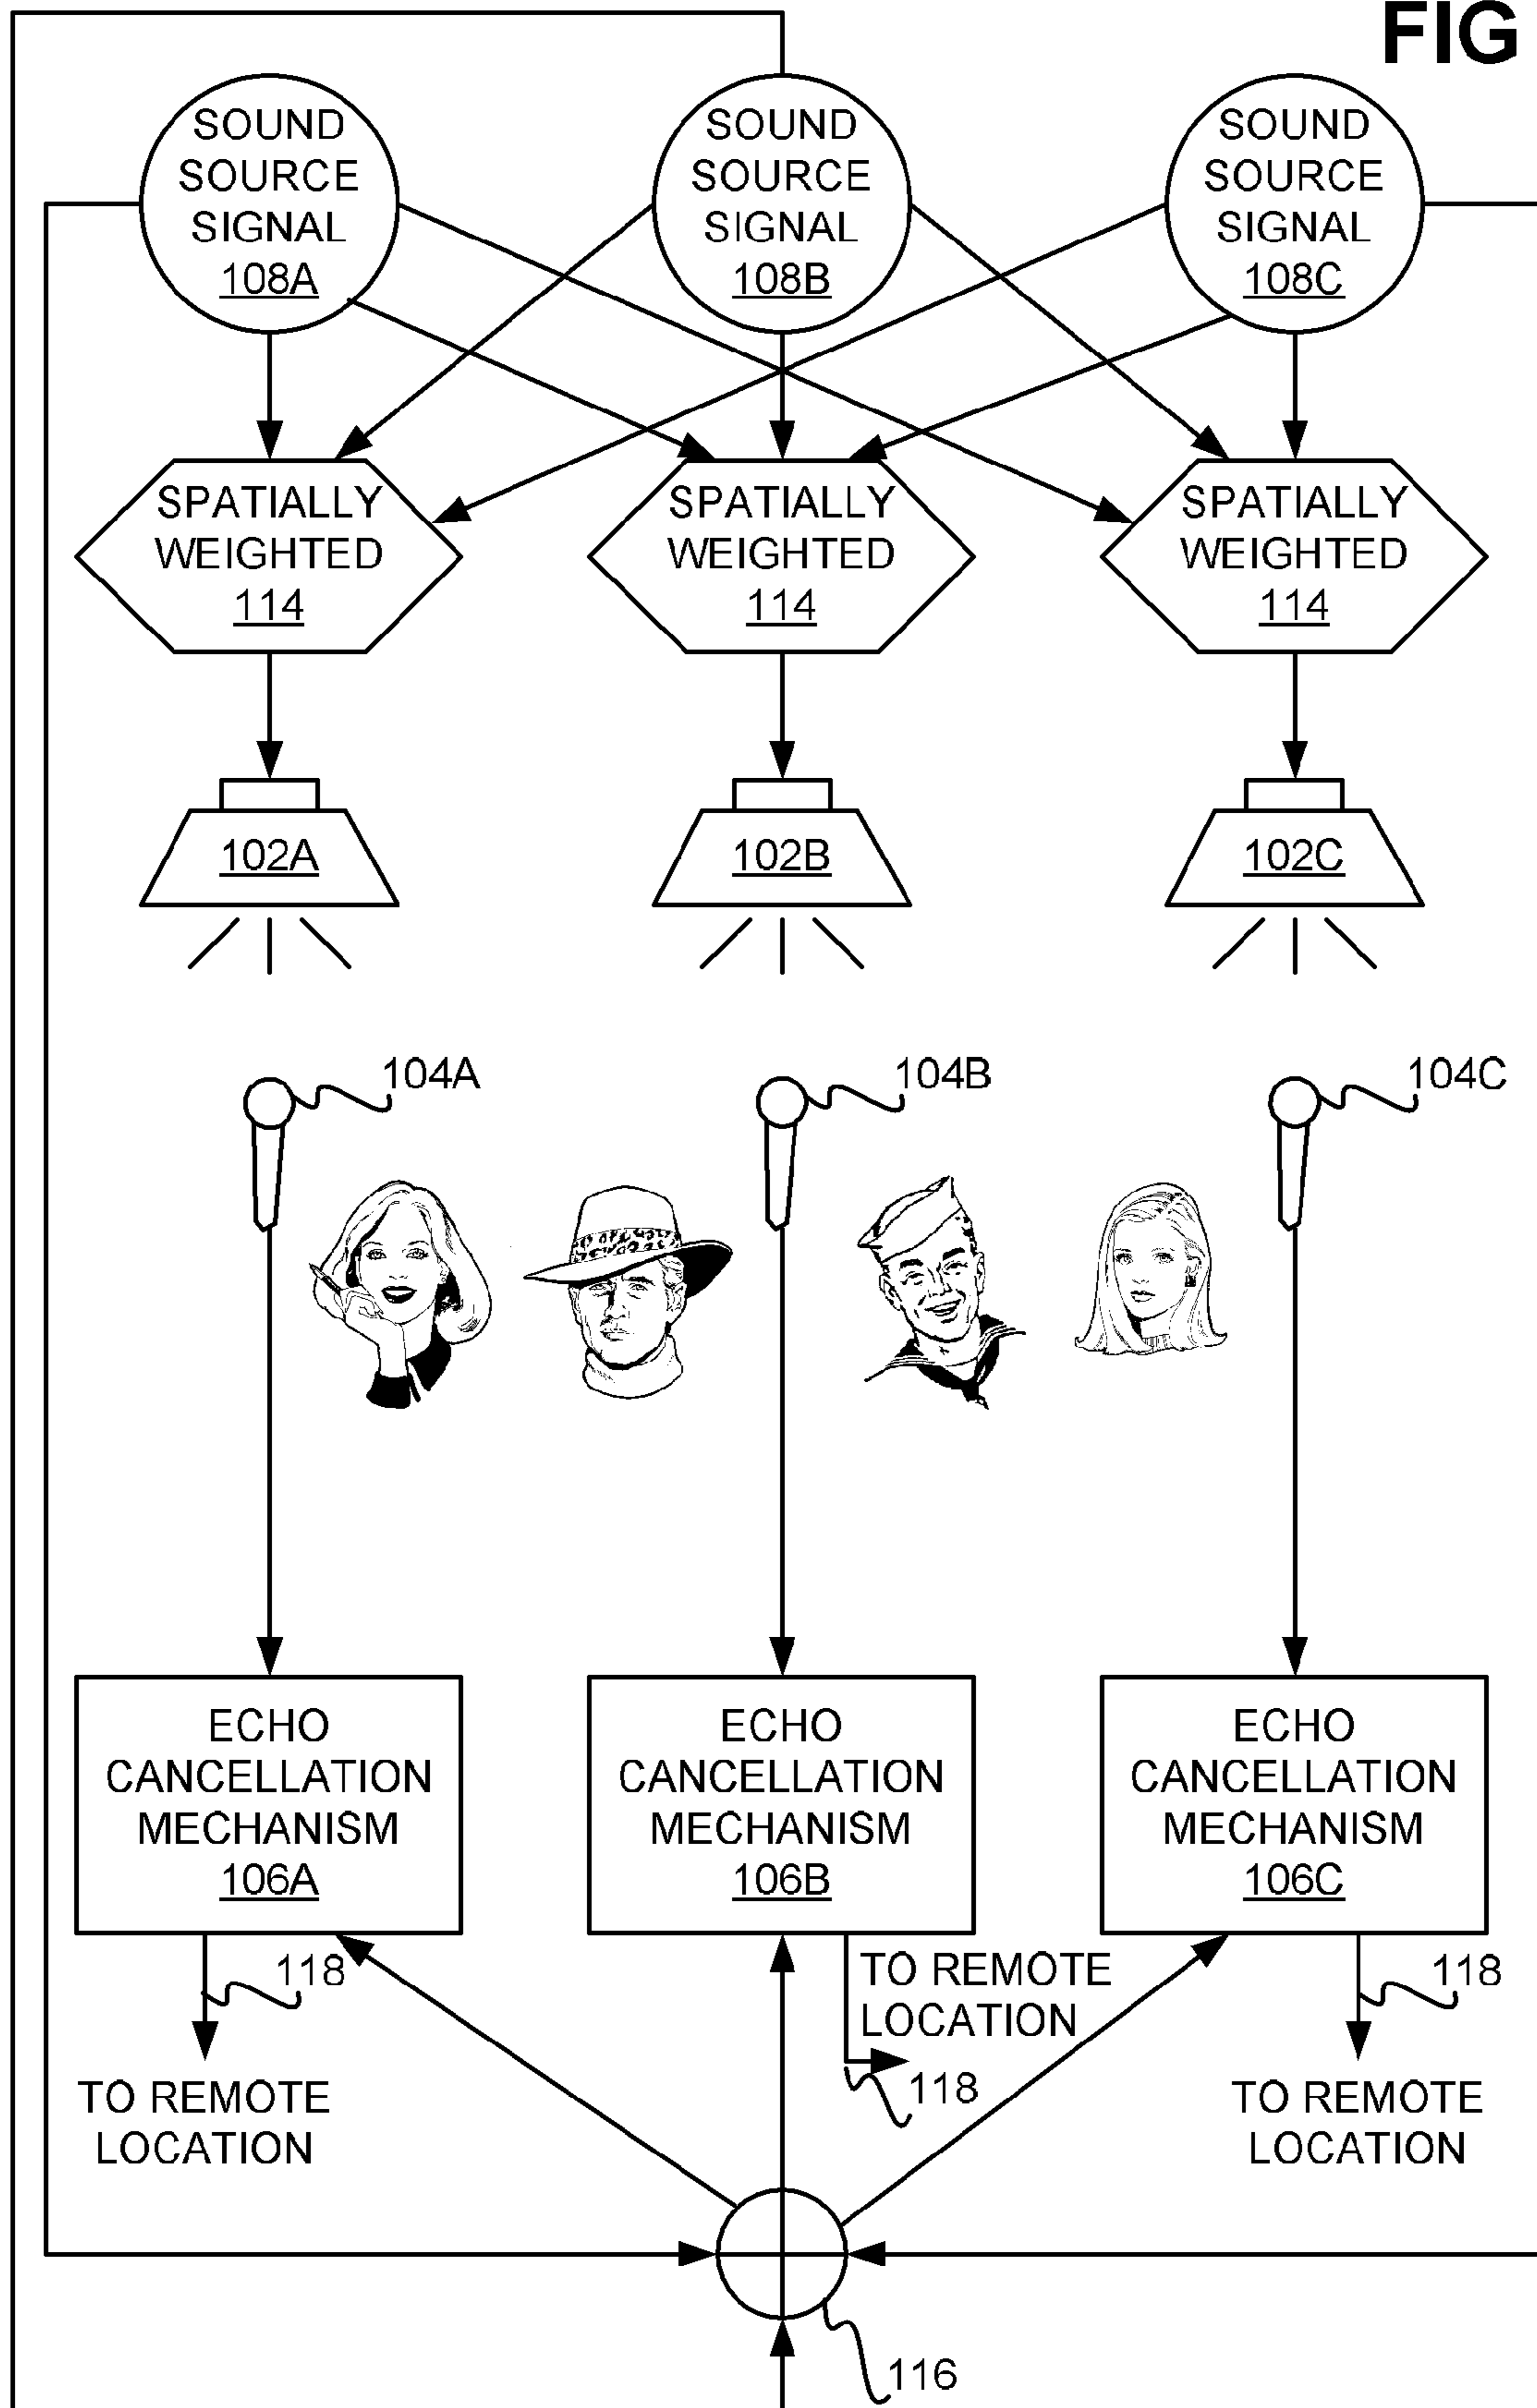 FIG
SOUND
SOURCE
SIGNAL
108A
SOUND
SOURCE
SIGNAL
108B
SOUND
SOURCE
SIGNAL
108C
SPATIALLY
WEIGHTED
114
SPATIALLY
WEIGHTED
114
SPATIALLY
WEIGHTED
114
102A
102B
102C
104A
104B
104C
ECHO
CANCELLATION
MECHANISM
106A
ECHO
CANCELLATION
MECHANISM
106B
ECHO
CANCELLATION
MECHANISM
106C
118
TO REMOTE
LOCATION
TO REMOTE
LOCATION
118
118
TO REMOTE
LOCATION
116